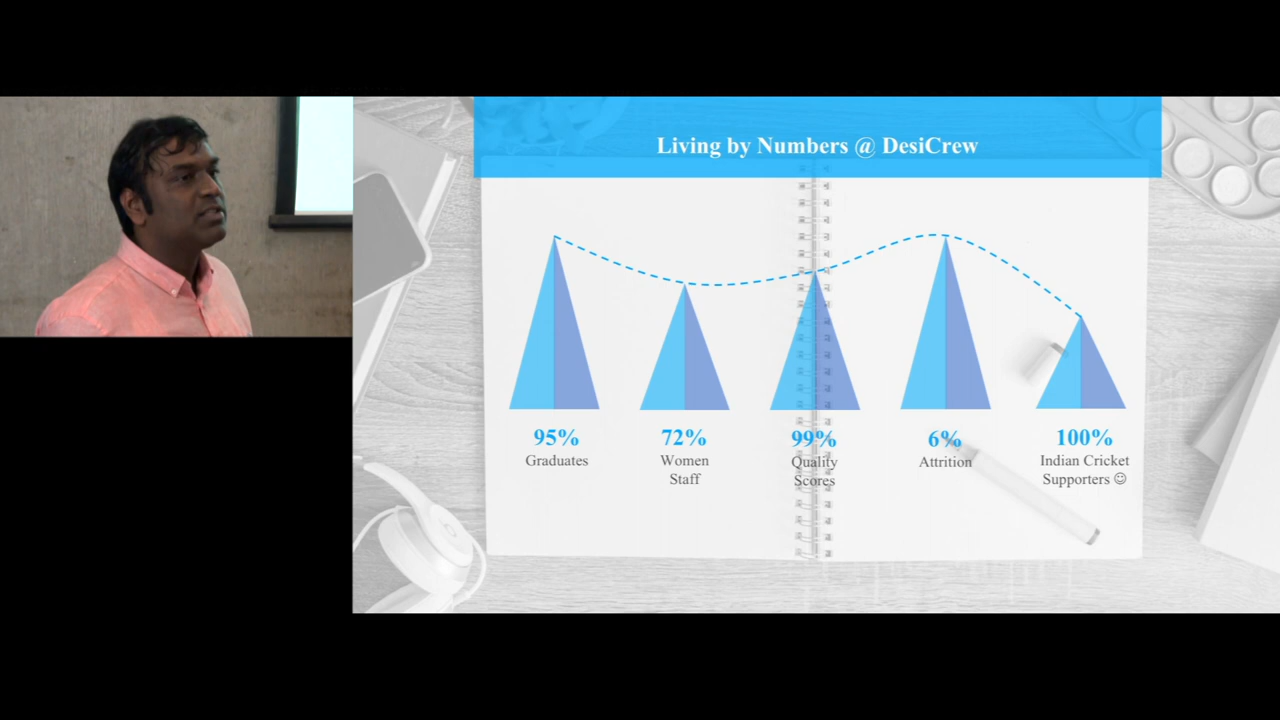 Living by Numbers @ DesiCrew
95%
Graduates
72%
Women
Staff
99%
Quality
Scores
6%
Attrition
100%
Indian Cricket
Supporters ☺